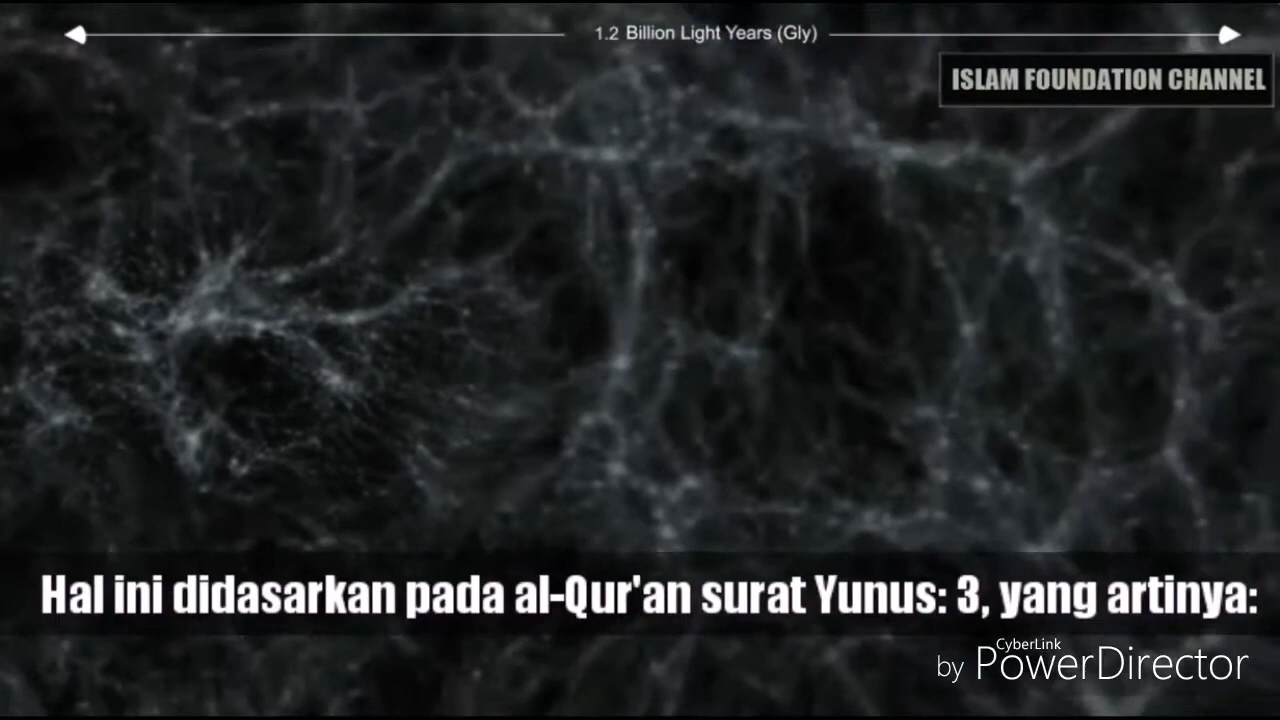 1.2 Billion Light Years (Gly)
ISLAM FOUNDATION CHANNEL
Hal ini didasarkan pada al-Qur'an surat Yunus: 3, yang artinya:
CyberLink
by PowerDirector